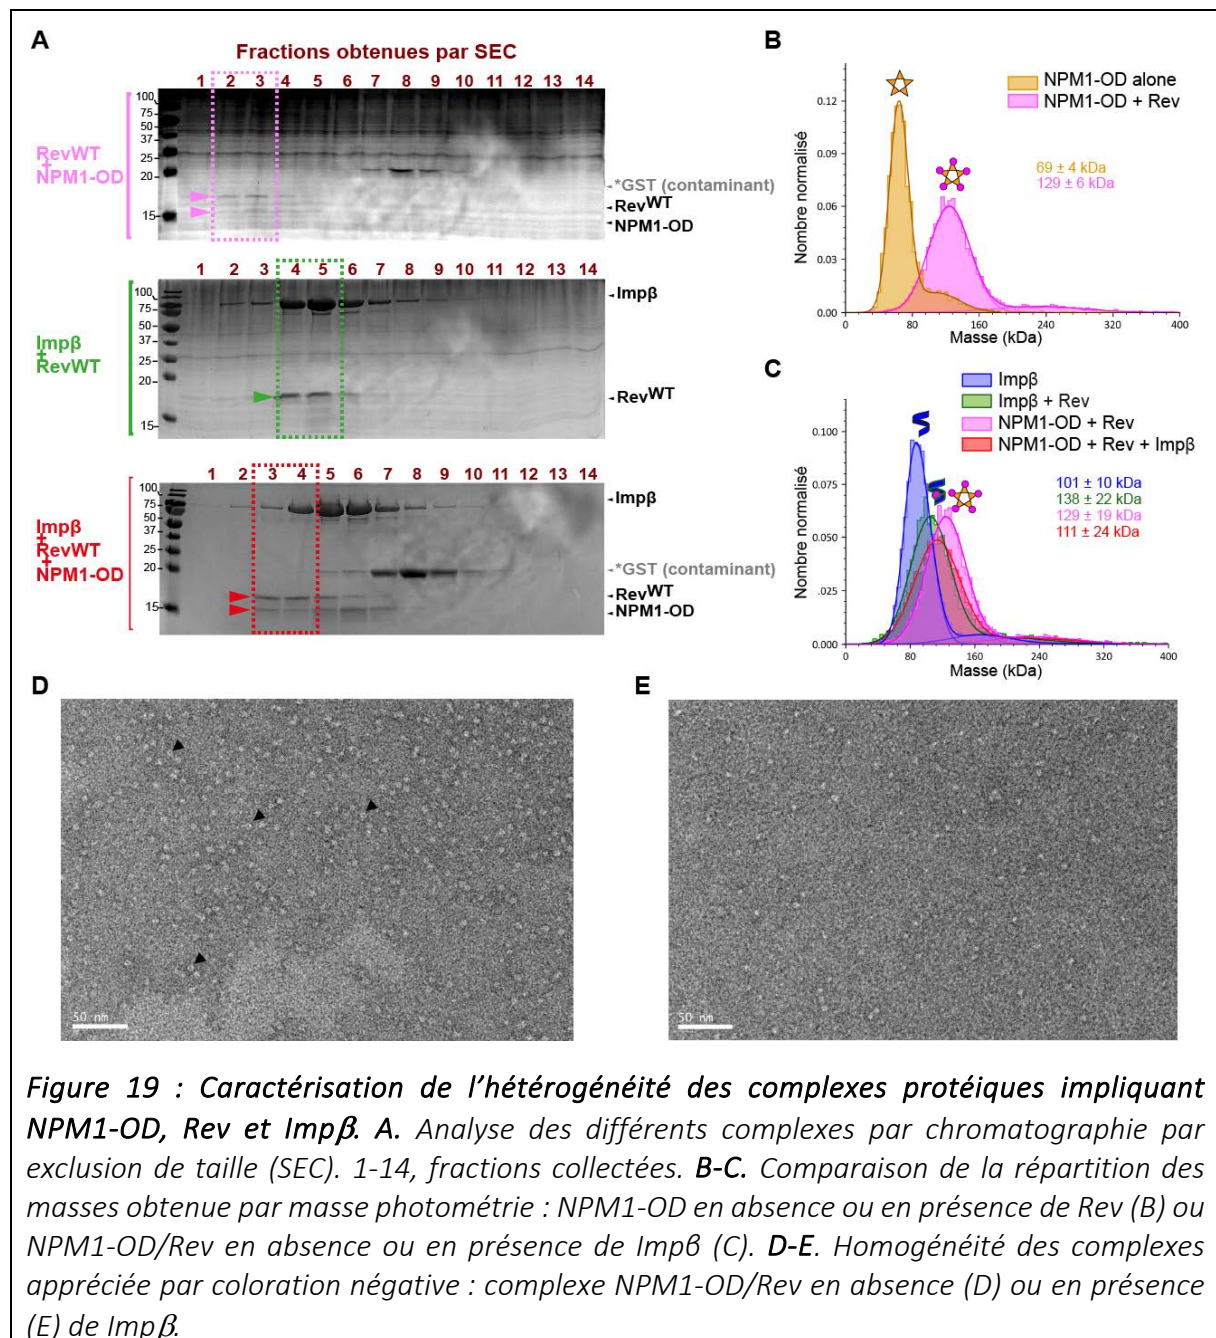 A
Fractions obtenues par SEC
1 2 3 4 5 6 7 8 9 10 11 12 13 14
100
75
50
37
25
20
15
RevWT
+
NPM1-OD
*GST (contaminant)
RevWT
NPM1-OD
1 2 3 4 5 6 7 8 9 10 11 12 13 14
100
75
50
37
25
20
15
Impβ
+
RevWT
Impβ
RevWT
1 2 3 4 5 6 7 8 9 10 11 12 13 14
100
75
50
37
25
20
15
Impβ
+
RevWT
+
NPM1-OD
Impβ
*GST (contaminant)
RevWT
NPM1-OD
B
NPM1-OD alone
NPM1-OD + Rev
69 ± 4 kDa
129 ± 6 kDa
Nombre normalisé
0.12
0.09
0.06
0.03
0.00
0 80 160 240 320 400
Masse (kDa)
C
Impβ
Impβ + Rev
NPM1-OD + Rev
NPM1-OD + Rev + Impβ
101 ± 10 kDa
138 ± 22 kDa
129 ± 19 kDa
111 ± 24 kDa
Nombre normalisé
0.100
0.075
0.050
0.025
0.000
0 80 160 240 320 400
Masse (kDa)
D
50 nm
E
50 nm
Figure 19 : Caractérisation de l’hétérogénéité des complexes protéiques impliquant
NPM1-OD, Rev et Impβ. A. Analyse des différents complexes par chromatographie par
exclusion de taille (SEC). 1-14, fractions collectées. B-C. Comparaison de la répartition des
masses obtenue par masse photométrie : NPM1-OD en absence ou en présence de Rev (B) ou
NPM1-OD/Rev en absence ou en présence de Impβ (C). D-E. Homogénéité des complexes
appréciée par coloration négative : complexe NPM1-OD/Rev en absence (D) ou en présence
(E) de Impβ.